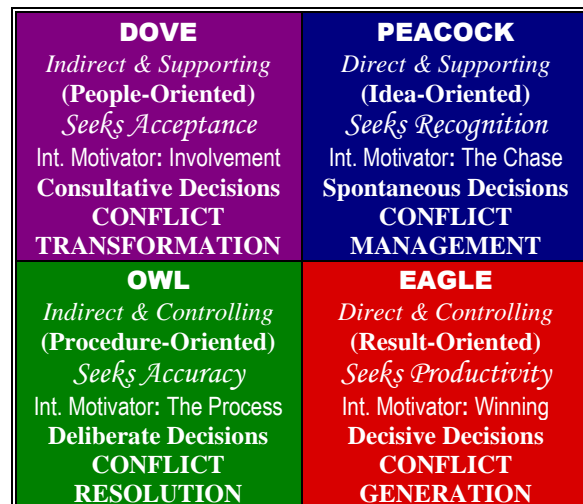 DOVE
Indirect & Supporting
(People-Oriented)
Seeks Acceptance
Int. Motivator: Involvement
Consultative Decisions
CONFLICT
TRANSFORMATION
PEACOCK
Direct & Supporting
(Idea-Oriented)
Seeks Recognition
Int. Motivator: The Chase
Spontaneous Decisions
CONFLICT
MANAGEMENT
OWL
Indirect & Controlling
(Procedure-Oriented)
Seeks Accuracy
Int. Motivator: The Process
Deliberate Decisions
CONFLICT
RESOLUTION
EAGLE
Direct & Controlling
(Result-Oriented)
Seeks Productivity
Int. Motivator: Winning
Decisive Decisions
CONFLICT
GENERATION